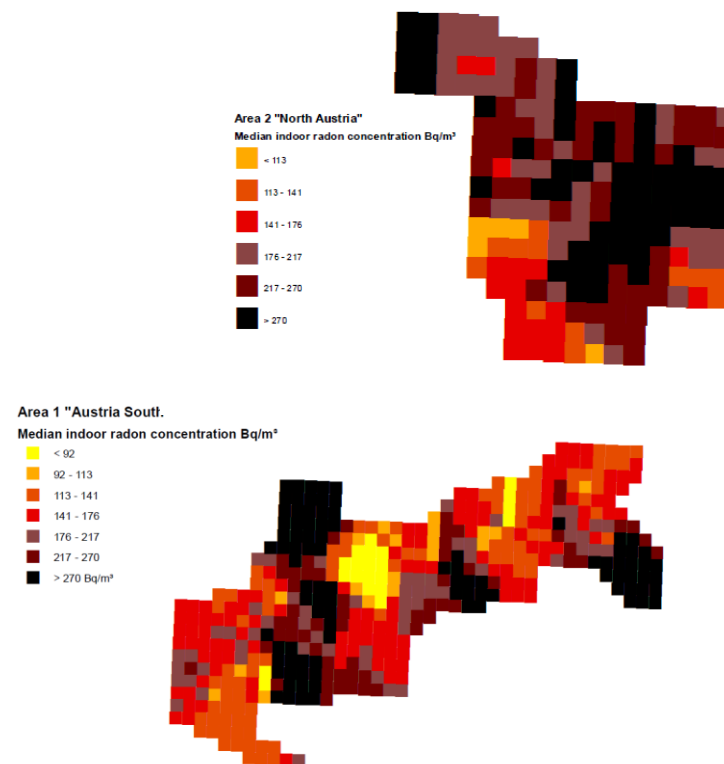 Area 2 "North Austria"
Median indoor radon concentration Bq/m³
< 113
113 - 141
141 - 176
176 - 217
217 - 270
> 270
Area 1 "Austria South.
Median indoor radon concentration Bq/m³
< 92
92 - 113
113 - 141
141 - 176
176 - 217
217 - 270
> 270 Bq/m³